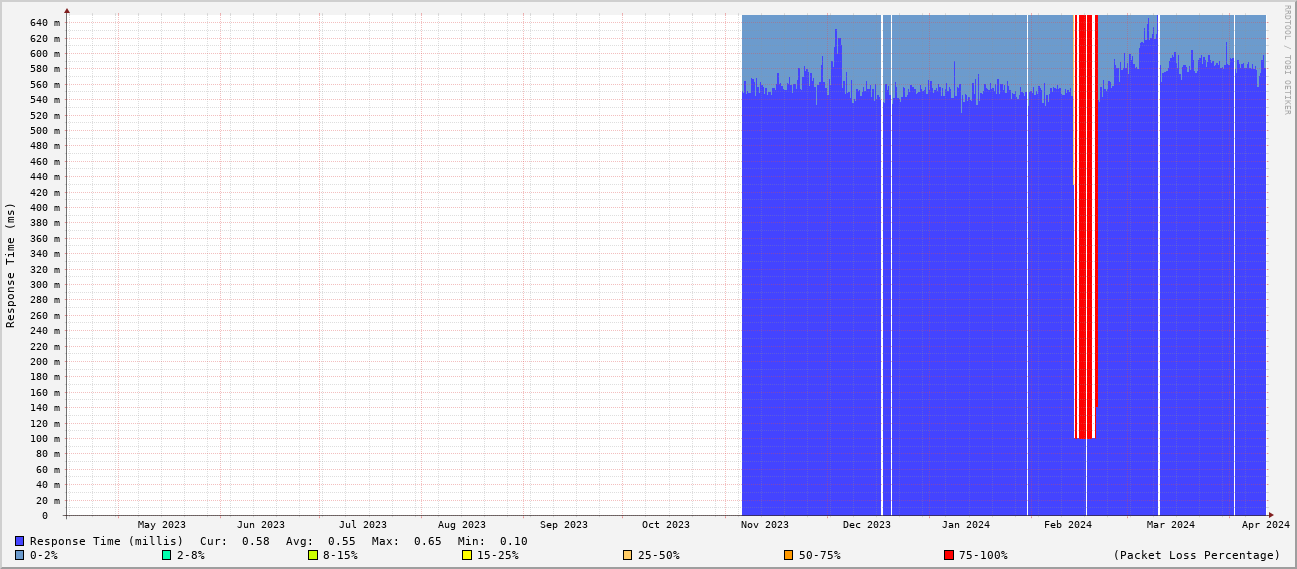 RRDTOOL / TOBI OETIKER
Response Time (ms)
640 m
620 m
600 m
580 m
560 m
540 m
520 m
500 m
480 m
460 m
440 m
420 m
400 m
380 m
360 m
340 m
320 m
300 m
280 m
260 m
240 m
220 m
200 m
180 m
160 m
140 m
120 m
100 m
80 m
60 m
40 m
20 m
0
May 2023 Jun 2023 Jul 2023 Aug 2023 Sep 2023 Oct 2023 Nov 2023 Dec 2023 Jan 2024 Feb 2024 Mar 2024 Apr 2024
Response Time (millis) Cur: 0.58 Avg: 0.55 Max: 0.65 Min: 0.10
0-2% 2-8% 8-15% 15-25% 25-50% 50-75% 75-100% (Packet Loss Percentage)